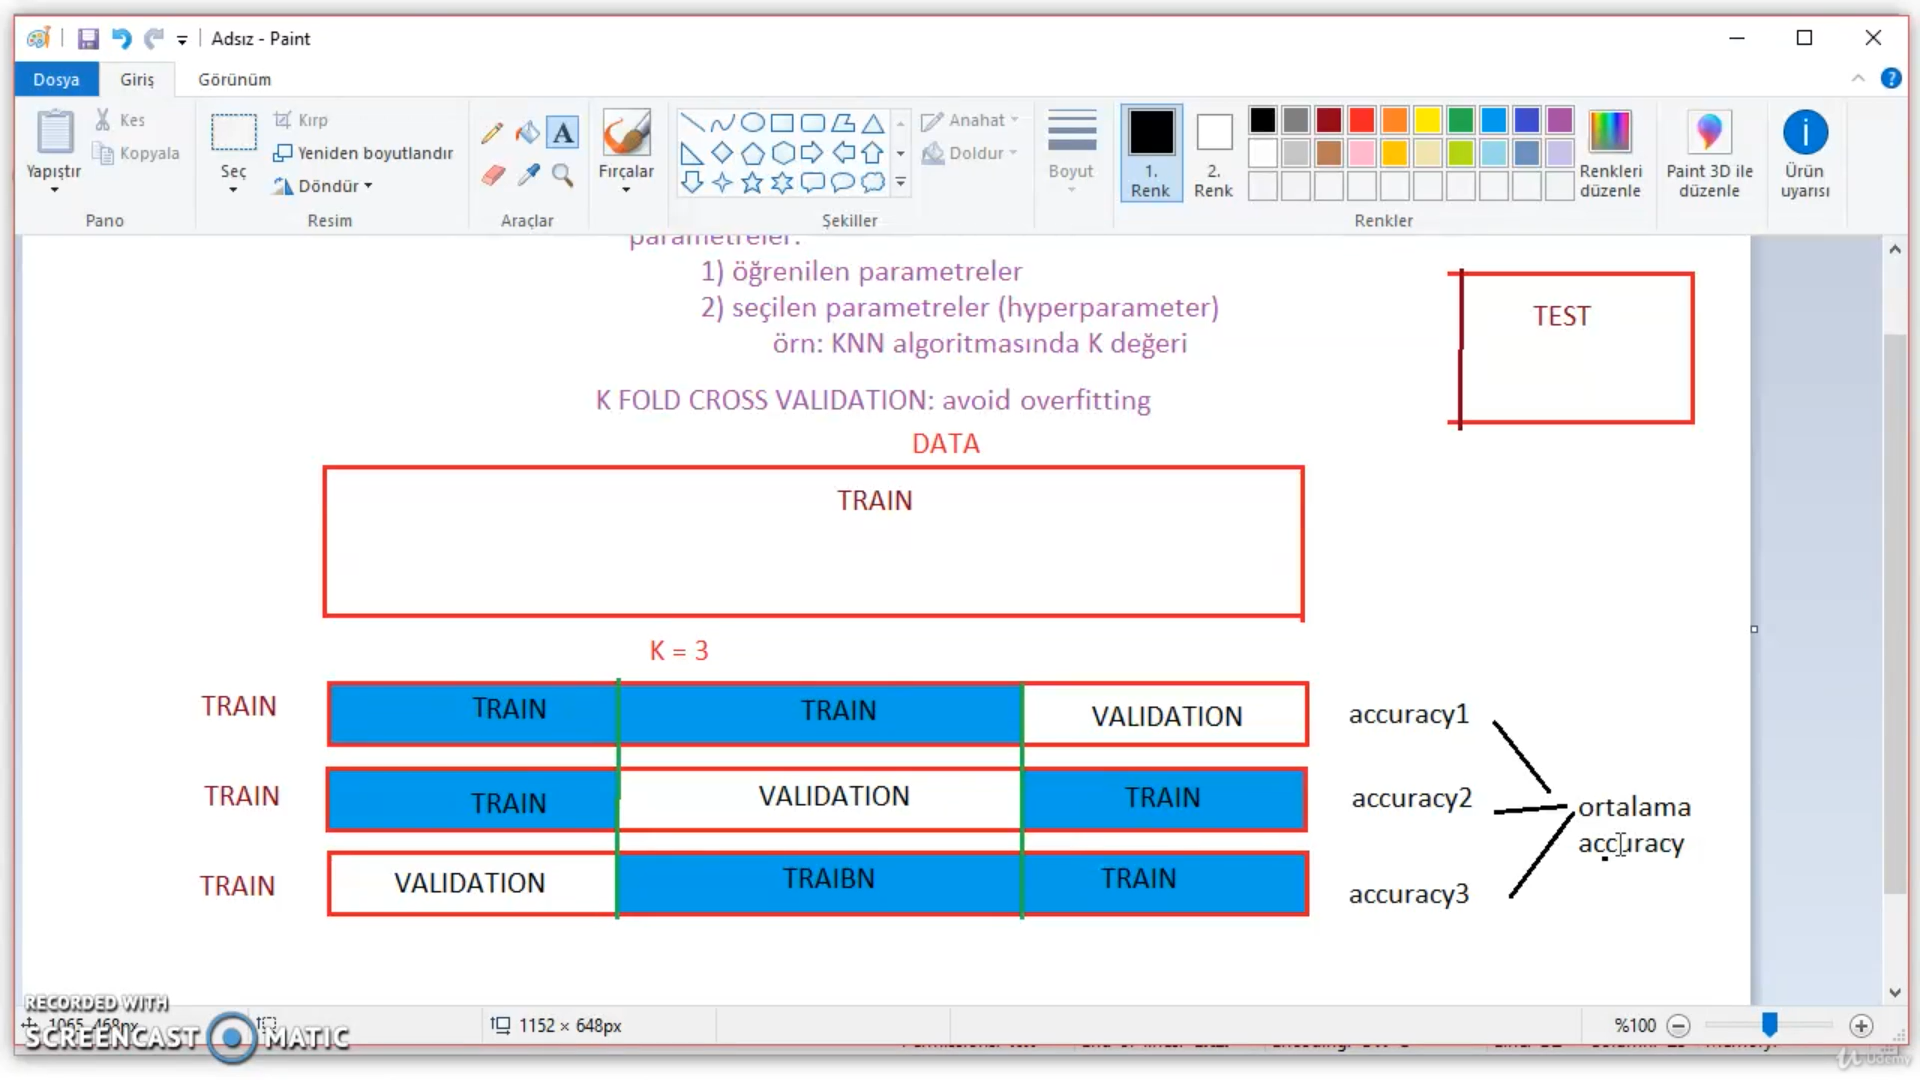 Adsız - Paint
Dosya Giriş Görünüm
Yapıştır
Kes
Kopyala
Pano
Seç
Kırp
Yeniden boyutlandır
Döndür
Resim
A
Araçlar
Fırçalar
Şekiller
Anahat
Doldur
Boyut
1.
Renk
2.
Renk
Renkler
Renkleri
düzenle
Paint 3D ile
düzenle
Ürün
uyarısı
parametreler:
1) öğrenilen parametreler
2) seçilen parametreler (hyperparameter)
örn: KNN algoritmasında K değeri
TEST
K FOLD CROSS VALIDATION: avoid overfitting
DATA
TRAIN
K = 3
TRAIN TRAIN TRAIN VALIDATION accuracy1
TRAIN TRAIN VALIDATION TRAIN accuracy2
ortalama
accuracy
TRAIN VALIDATION TRAIBN TRAIN accuracy3
RECORDED WITH
SCREENCAST MATIC
1065, 468px
1152 × 648px
%100
Udemy